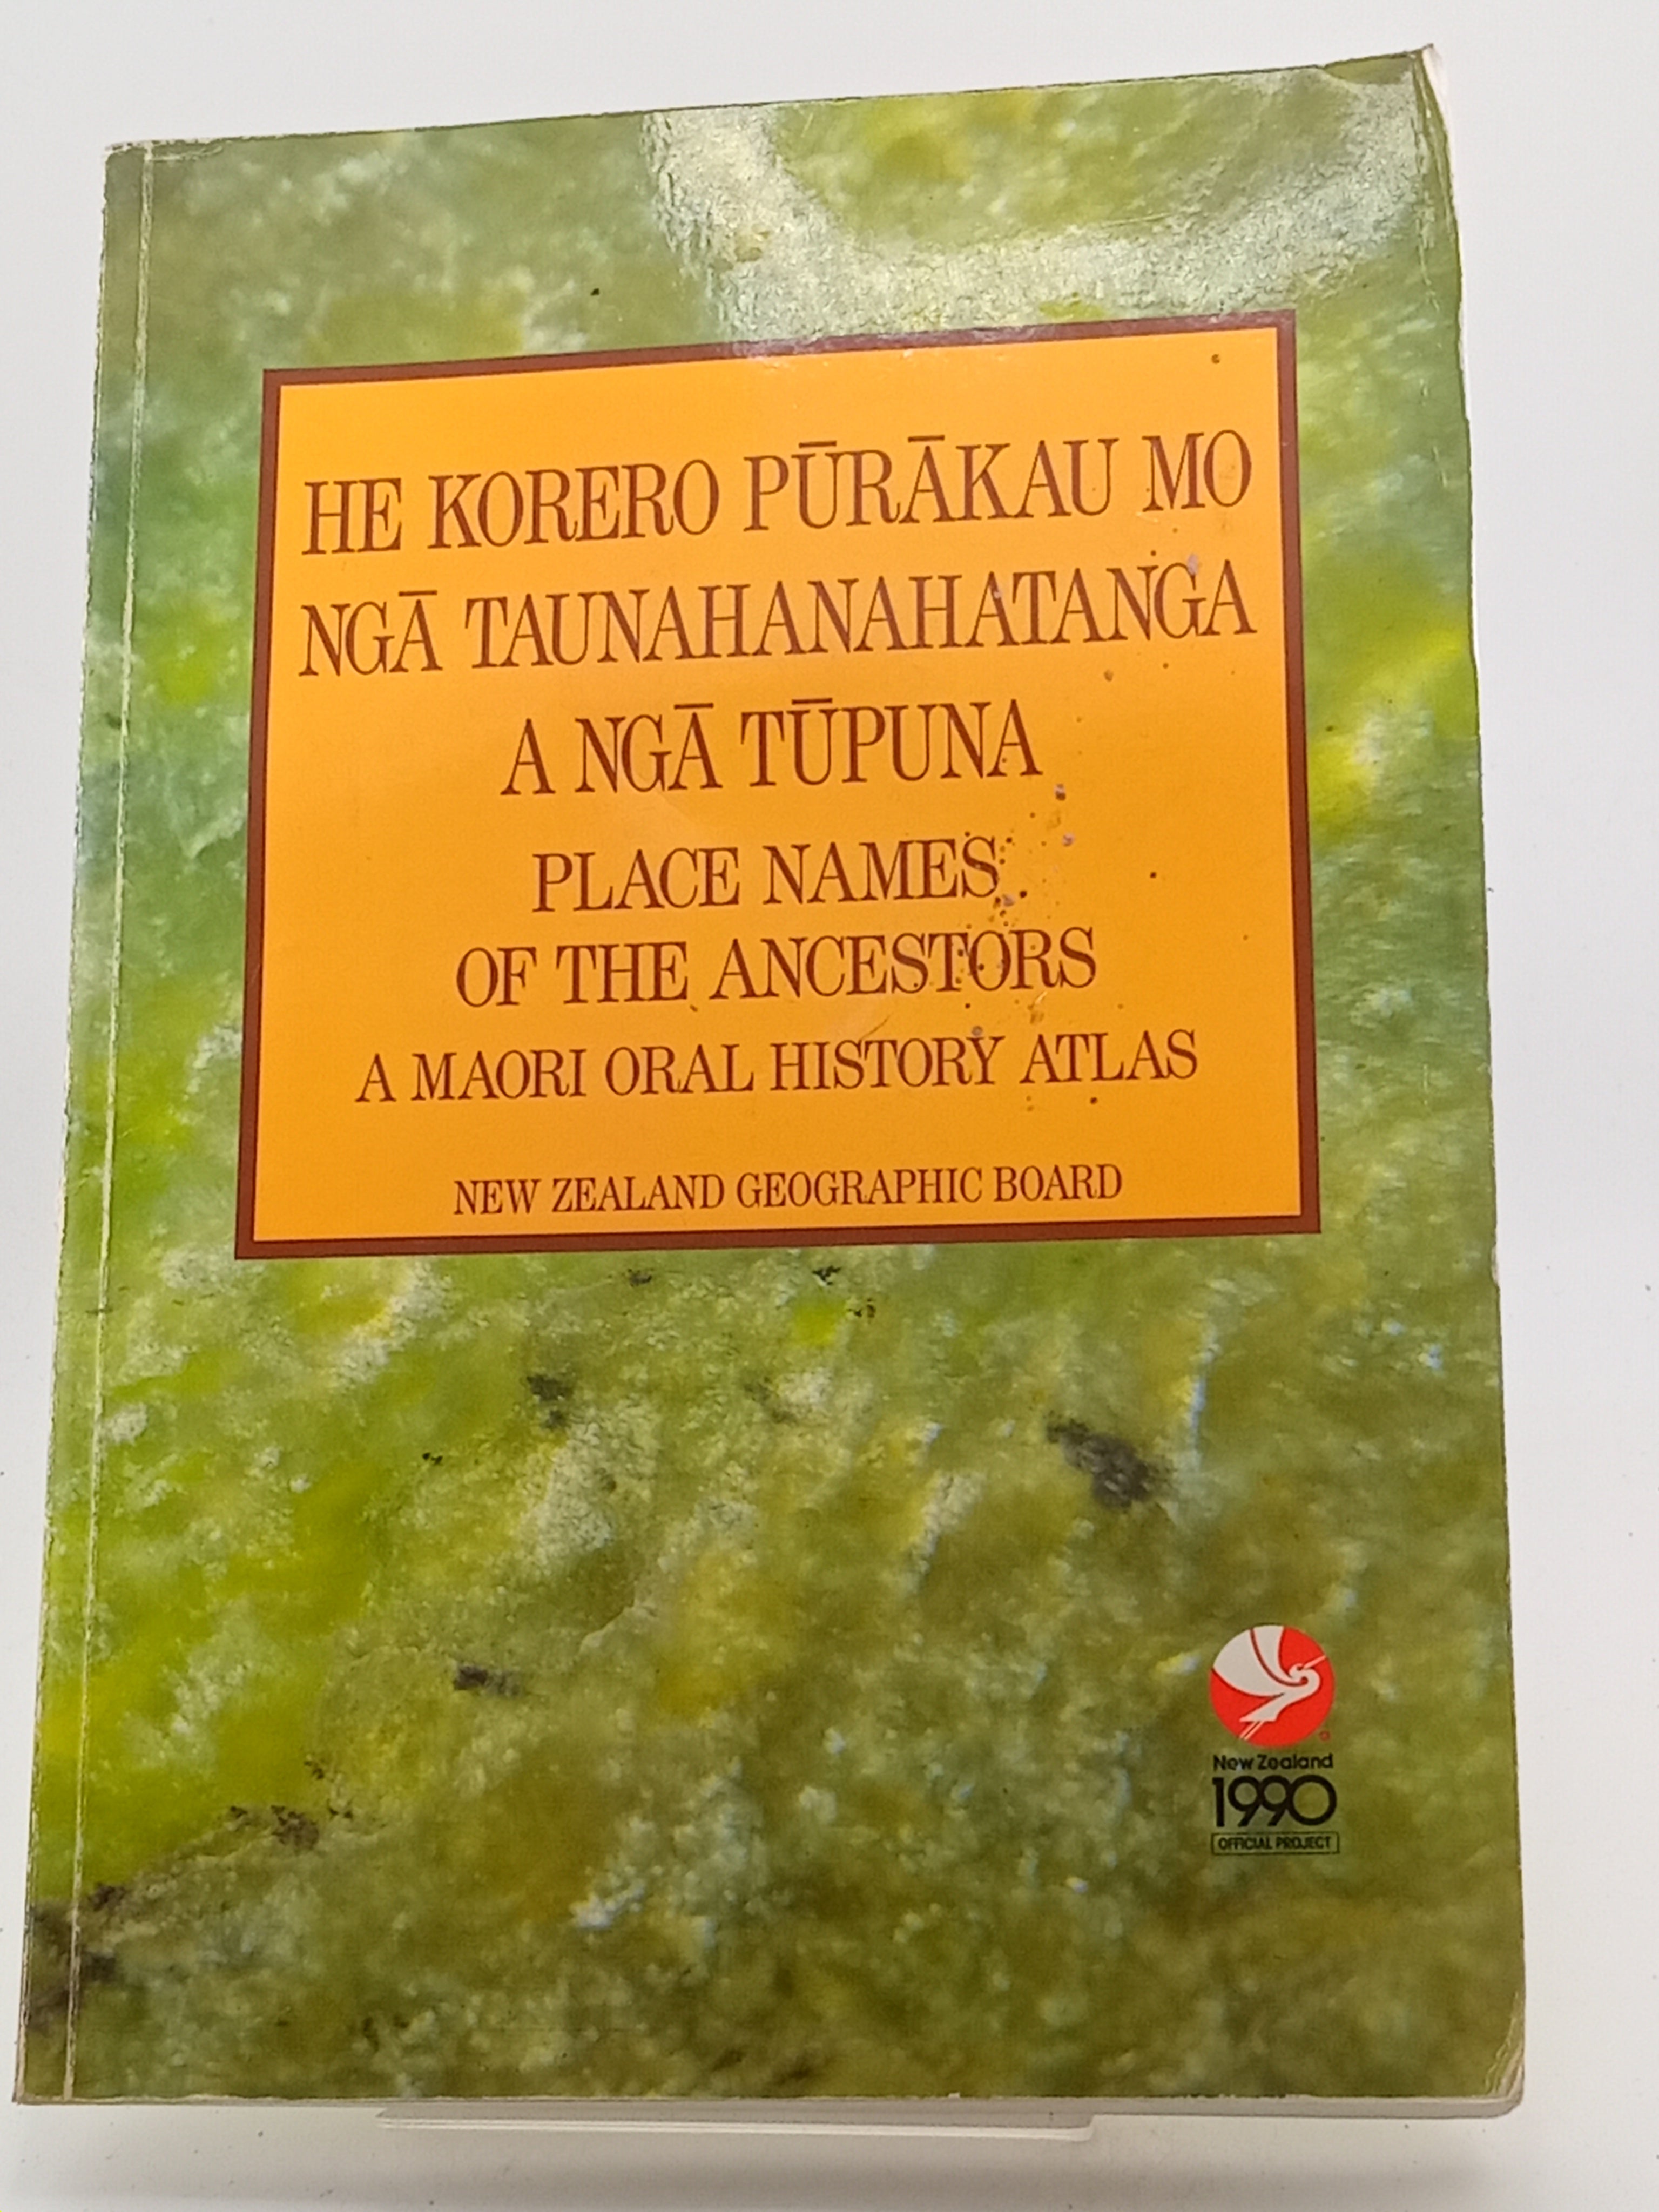 HE KORERO PŪRĀKAU MO
NGĀ TAUNAHANAHATANGA
A NGĀ TŪPUNA
PLACE NAMES
OF THE ANCESTORS
A MAORI ORAL HISTORY ATLAS
NEW ZEALAND GEOGRAPHIC BOARD
New Zealand
1990
OFFICIAL PROJECT